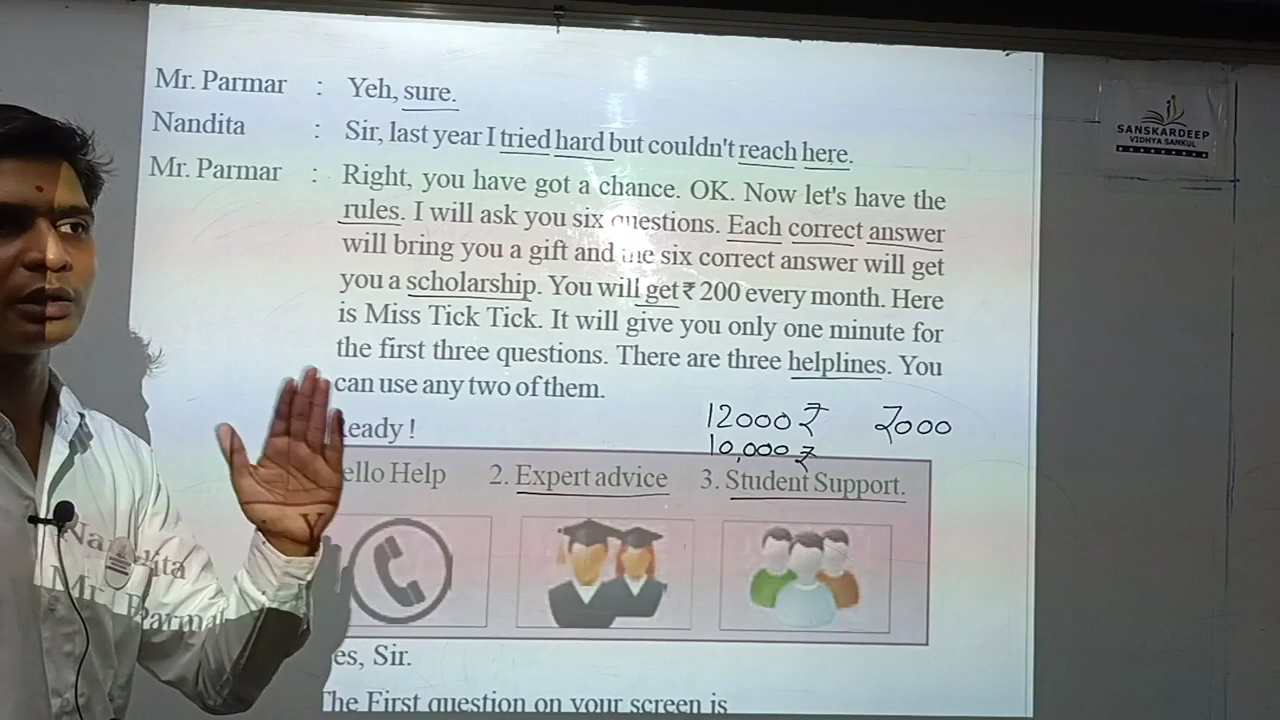 Mr. Parmar : Yeh, sure.
Nandita : Sir, last year I tried hard but couldn't reach here.
Mr. Parmar : Right, you have got a chance. OK. Now let's have the
rules. I will ask you six questions. Each correct answer
will bring you a gift and the six correct answer will get
you a scholarship. You will get ₹ 200 every month. Here
is Miss Tick Tick. It will give you only one minute for
the first three questions. There are three helplines. You
can use any two of them.
eady !
12000 ₹ 2000
10,000 ₹
ello Help 2. Expert advice 3. Student Support.
Nandita
Mr. Parmar
es, Sir.
The First question on your screen is
SANSKARDEEP
VIDHYA SANKUL